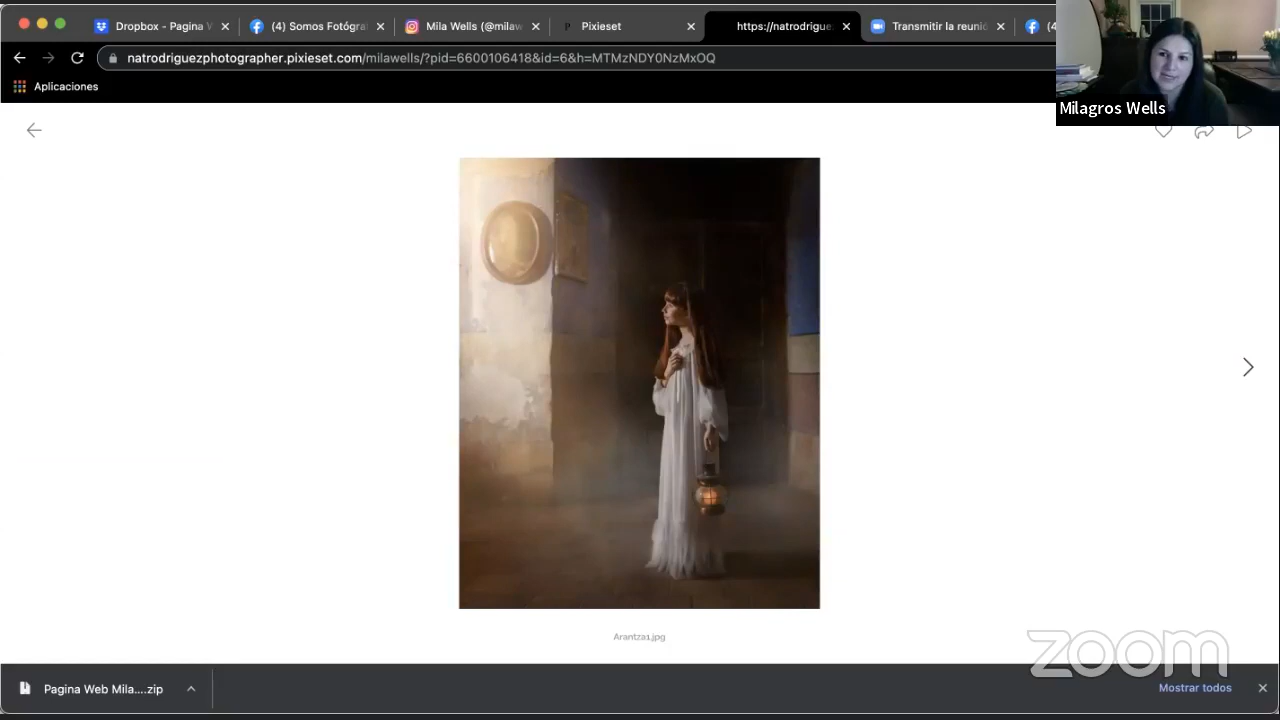 Dropbox - Pagina W
(4) Somos Fotógra
Mila Wells (@milaw
Pixieset
https://natrodrigue
Transmitir la reunió
(4
natrodriguezphotographer.pixieset.com/milawells/?pid=6600106418&id=6&h=MTMzNDY0NzMxOQ
Aplicaciones
Milagros Wells
Arantza1.jpg
zoom
Pagina Web Mila....zip
Mostrar todos